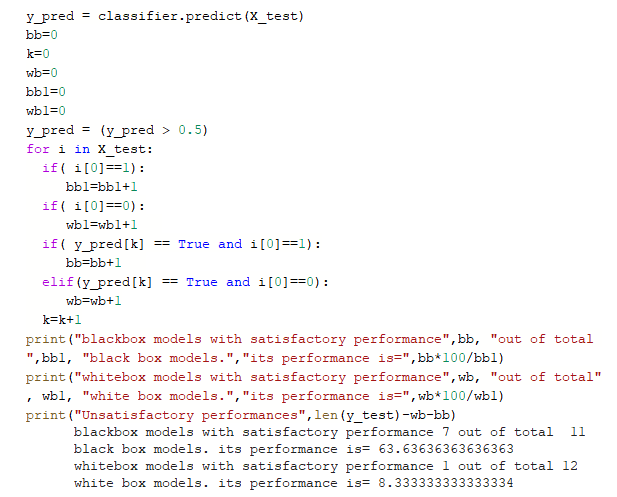 y_pred = classifier.predict(X_test)
bb=0
k=0
wb=0
bb1=0
wb1=0
y_pred = (y_pred > 0.5)
for i in X_test:
  if( i[0]==1):
     bb1=bb1+1
  if( i[0]==0):
     wb1=wb1+1
  if( y_pred[k] == True and i[0]==1):
     bb=bb+1
  elif(y_pred[k] == True and i[0]==0):
     wb=wb+1
  k=k+1
print("blackbox models with satisfactory performance",bb, "out of total
",bb1, "black box models.","its performance is=",bb*100/bb1)
print("whitebox models with satisfactory performance",wb, "out of total"
, wb1, "white box models.","its performance is=",wb*100/wb1)
print("Unsatisfactory performances",len(y_test)-wb-bb)
      blackbox models with satisfactory performance 7 out of total  11
      black box models. its performance is= 63.63636363636363
      whitebox models with satisfactory performance 1 out of total 12
      white box models. its performance is= 8.333333333333334